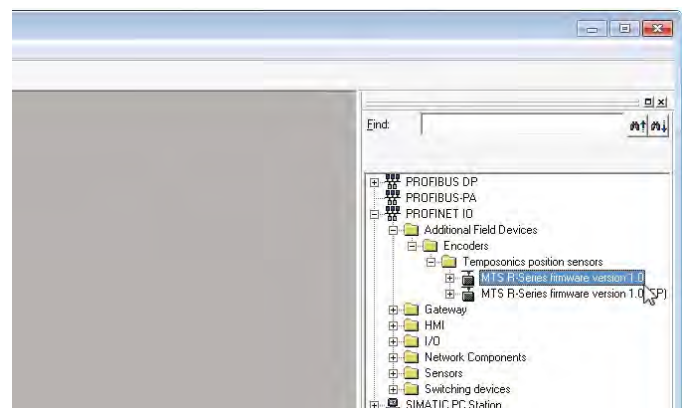 Find:
PROFIBUS DP
PROFIBUS-PA
PROFINET IO
Additional Field Devices
Encoders
Temposonics position sensors
MTS R-Series firmware version 1.0
MTS R-Series firmware version 1.0 SP)
Gateway
HMI
I/O
Network Components
Sensors
Switching devices
SIMATIC PC Station